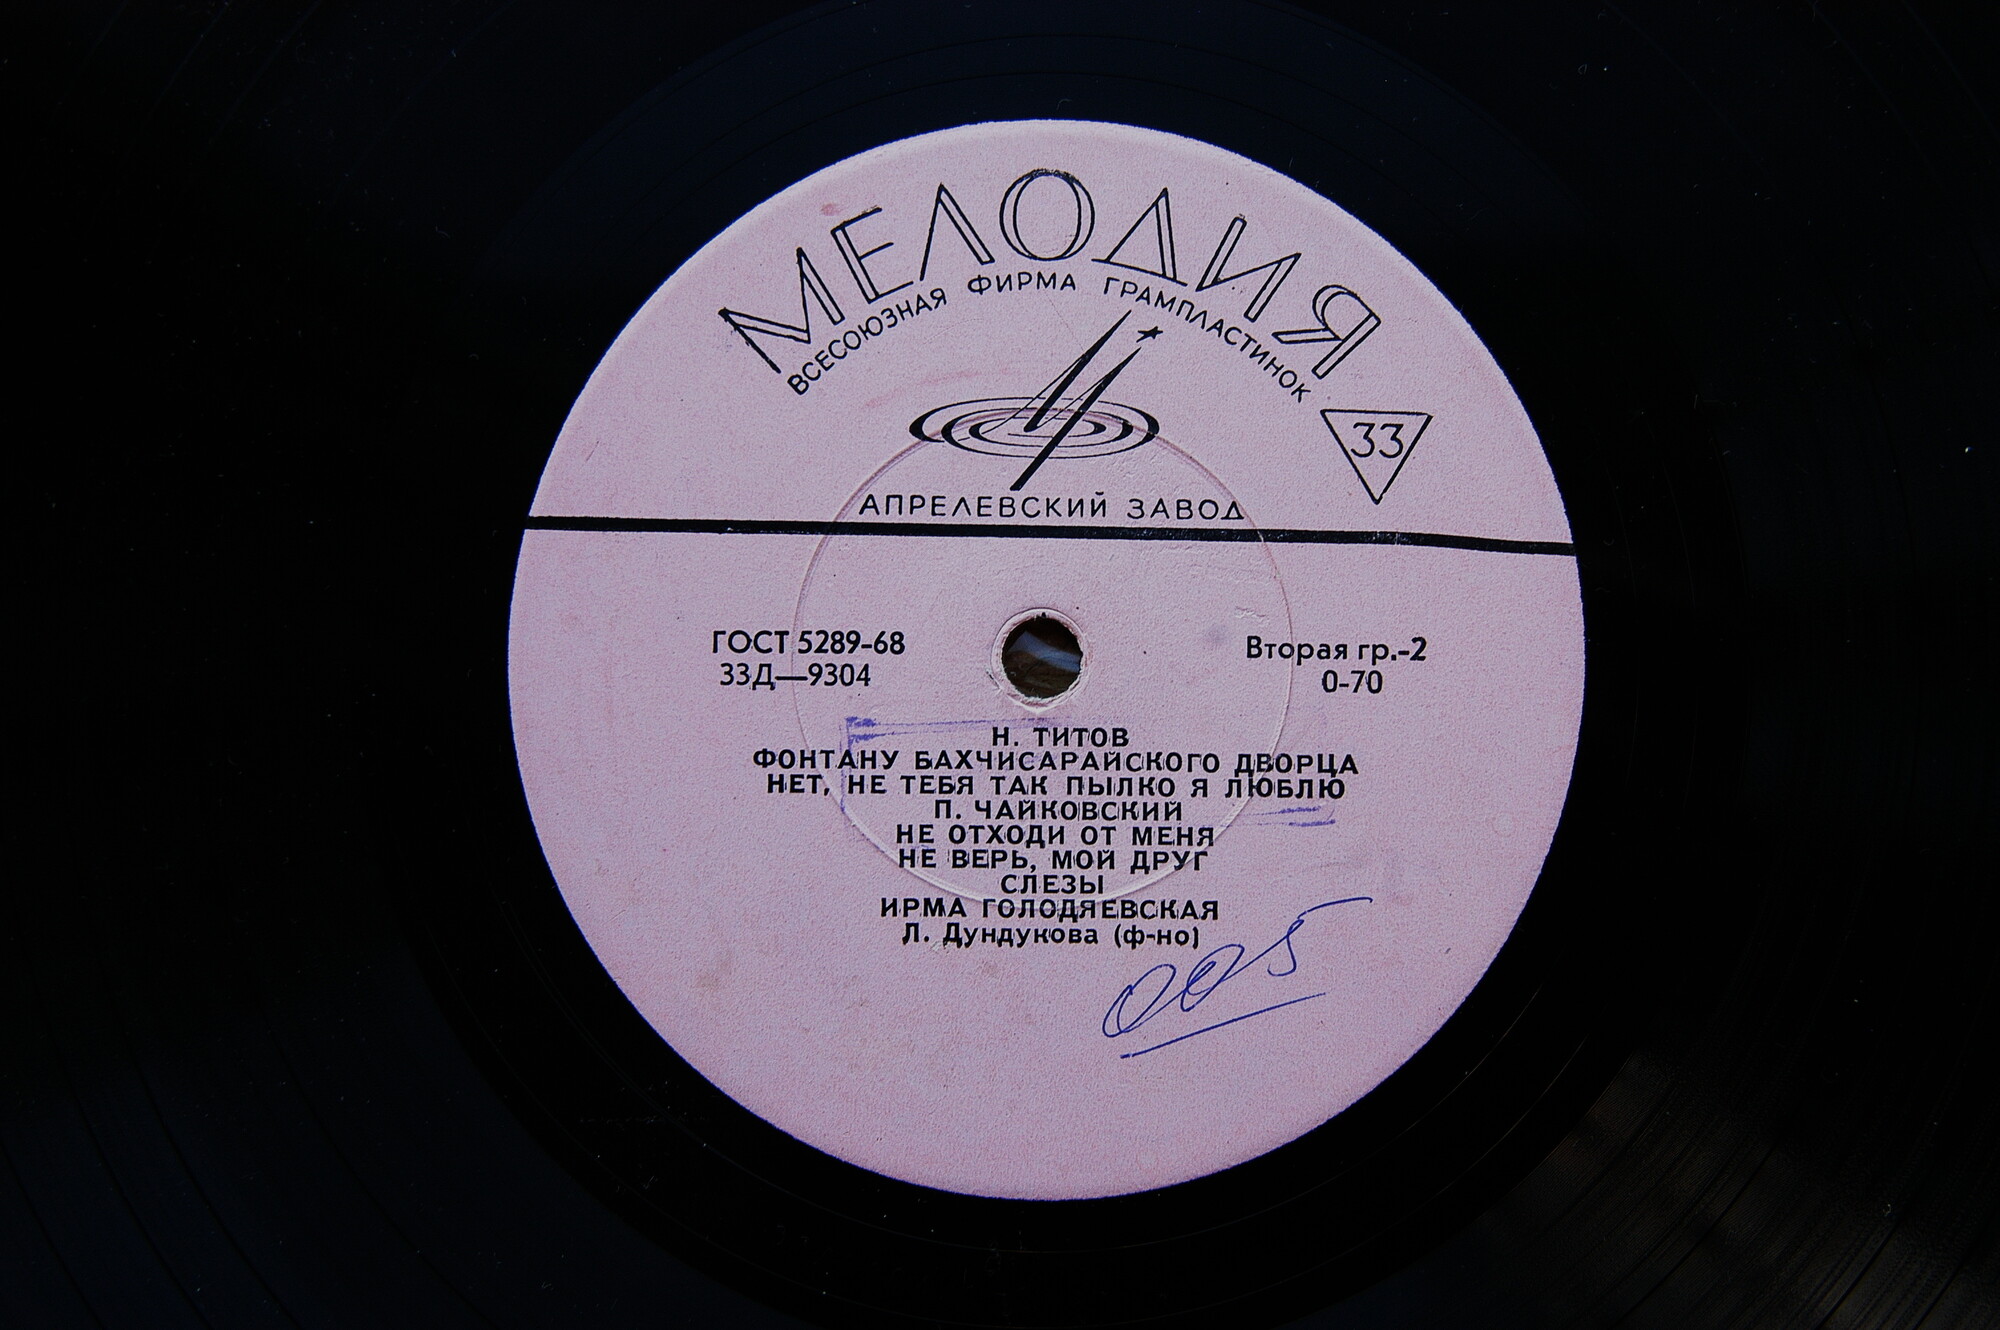 МЕЛОДИЯ
ВСЕСОЮЗНАЯ ФИРМА ГРАМПЛАСТИНОК
33
АПРЕЛЕВСКИЙ ЗАВОД
ГОСТ 5289-68
33Д—9304
Вторая гр.-2
0-70
Н. ТИТОВ
ФОНТАНУ БАХЧИСАРАЙСКОГО ДВОРЦА
НЕТ, НЕ ТЕБЯ ТАК ПЫЛКО Я ЛЮБЛЮ
П. ЧАЙКОВСКИЙ
НЕ ОТХОДИ ОТ МЕНЯ
НЕ ВЕРЬ, МОЙ ДРУГ
СЛЕЗЫ
ИРМА ГОЛОДЯЕВСКАЯ
Л. Дундукова (ф-но)
005